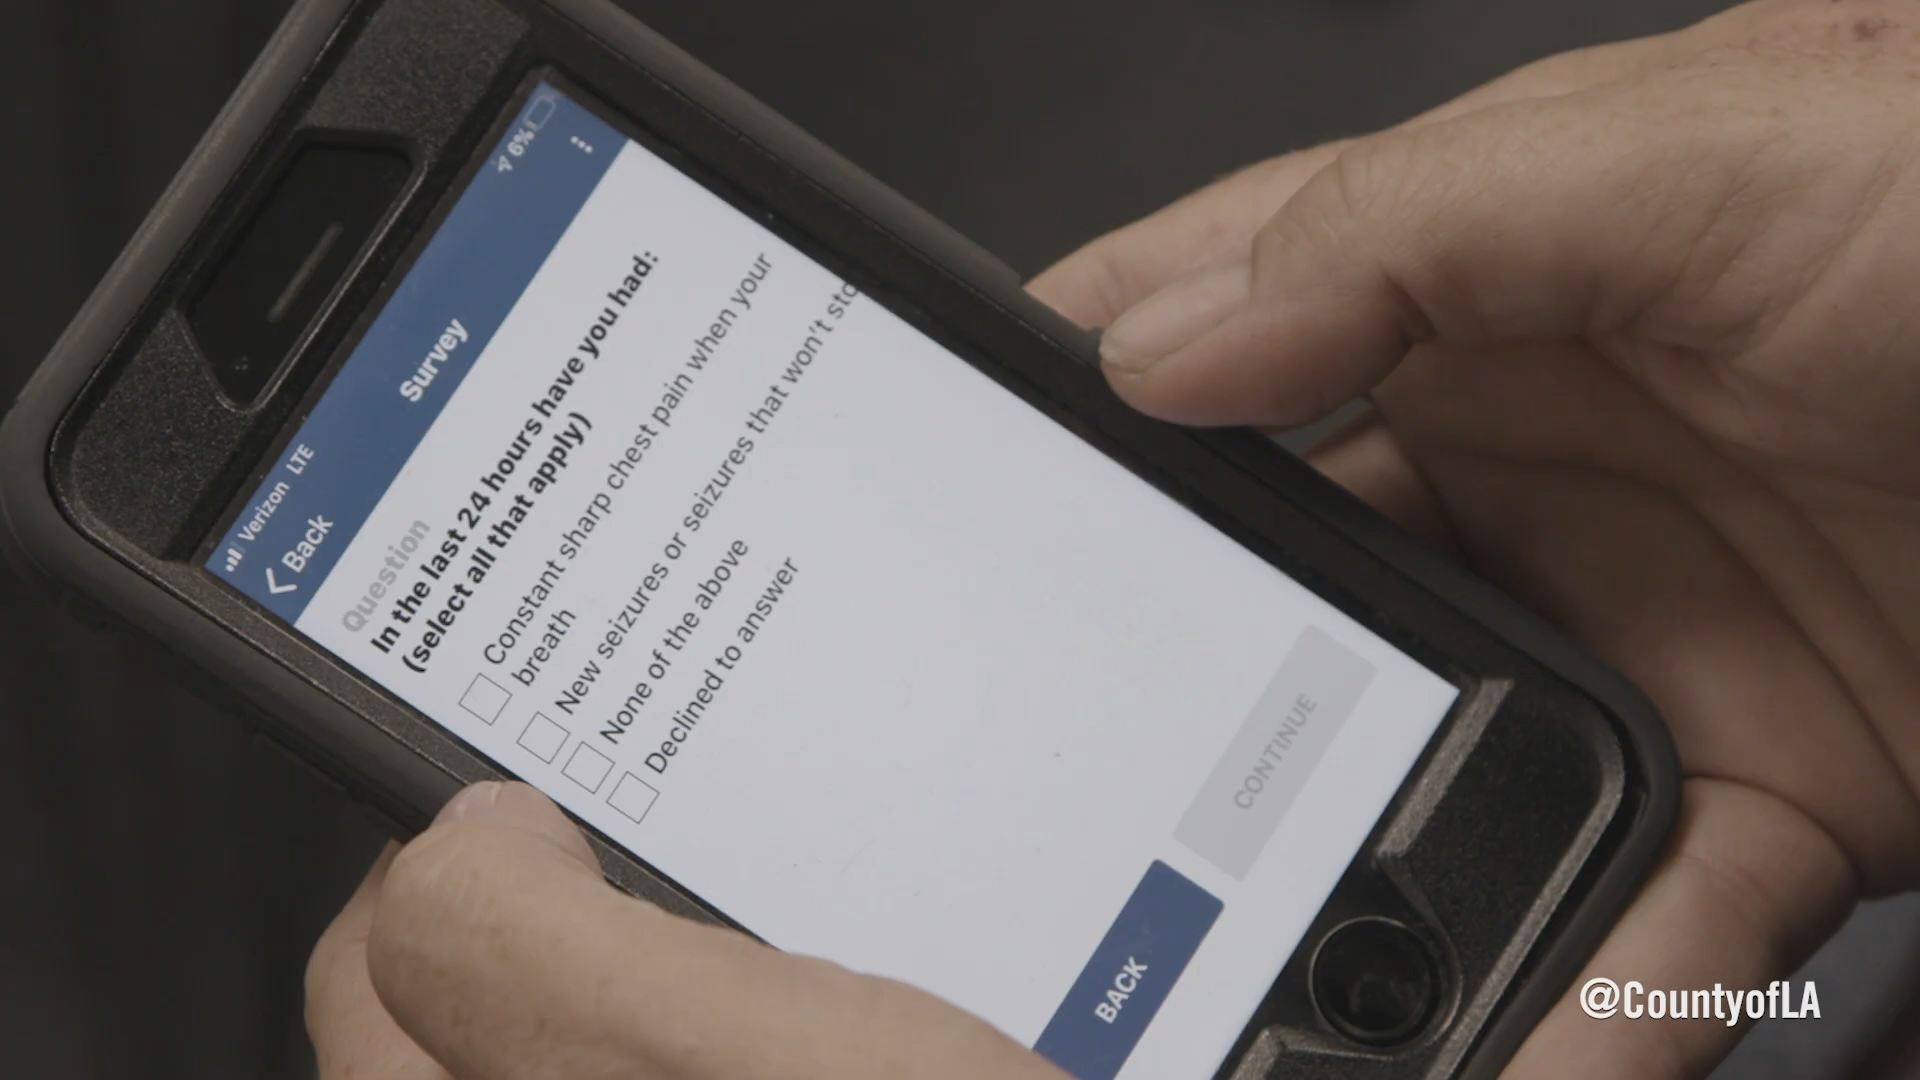 Verizon LTE
6%
Back
Survey
Question
In the last 24 hours have you had:
(select all that apply)
Constant sharp chest pain when your
breath
New seizures or seizures that won't
None of the above
Declined to answer
CONTINUE
BACK
@CountyofLA